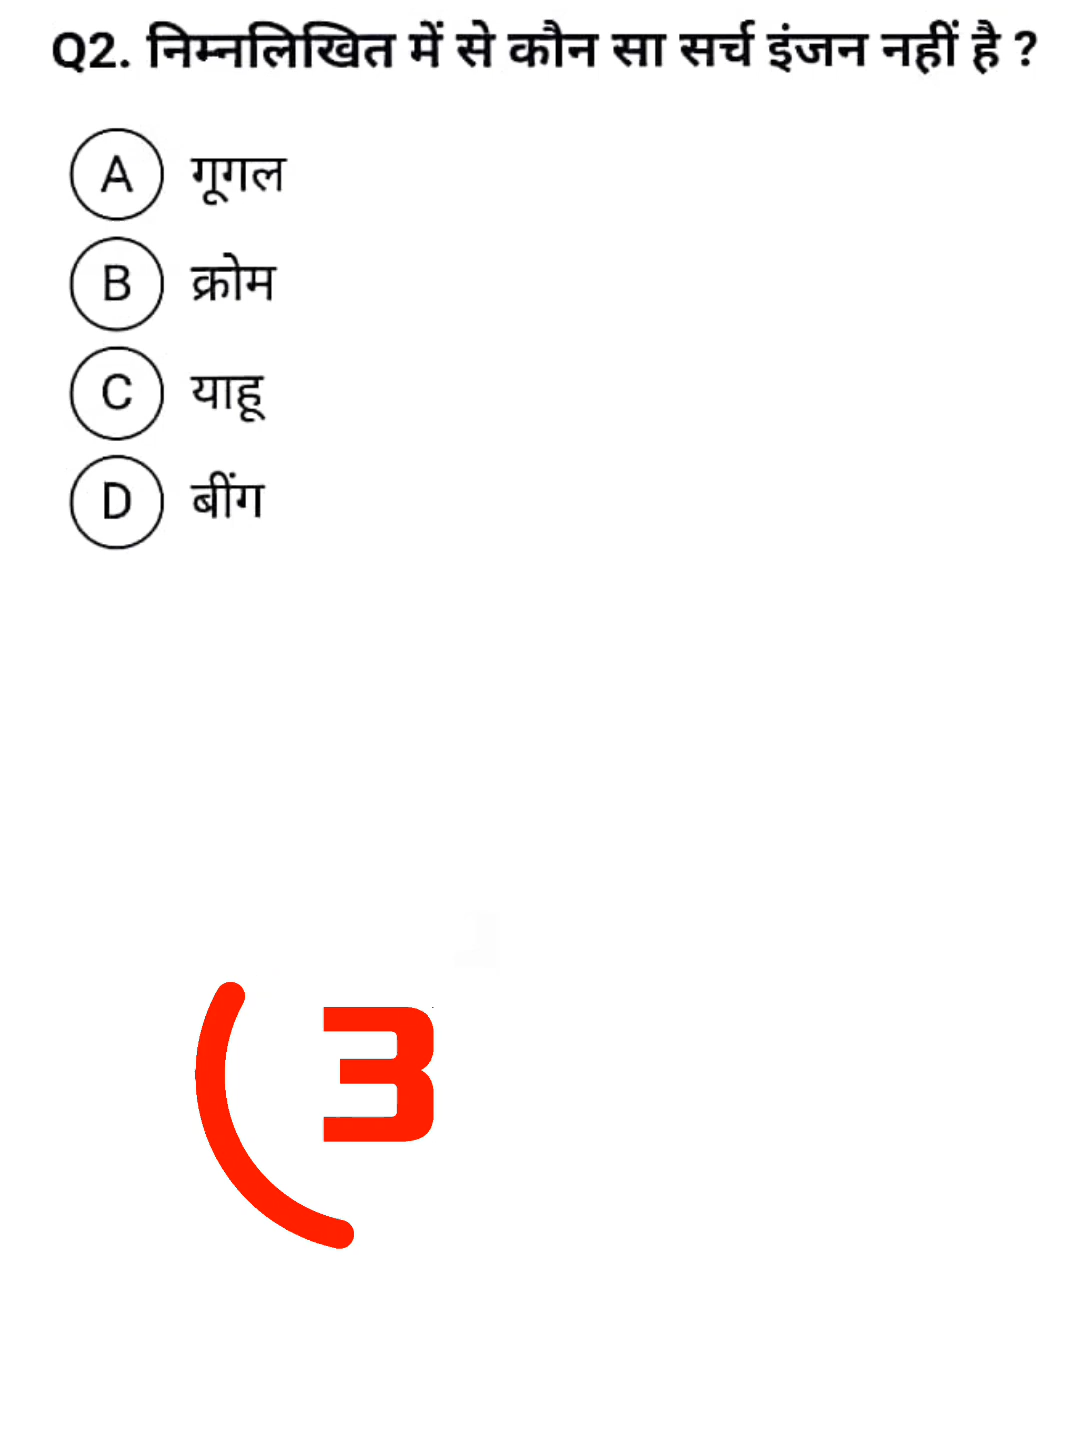 Q2. निम्नलिखित में से कौन सा सर्च इंजन नहीं है ?
A गूगल
B क्रोम
C याहू
D बींग
3